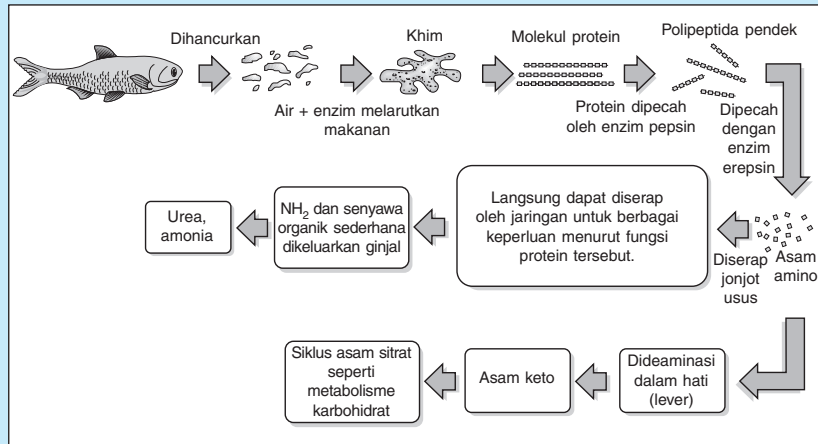 Dihancurkan
Air + enzim melarutkan
makanan
Khim
Molekul protein
Protein dipecah
oleh enzim pepsin
Polipeptida pendek
Dipecah
dengan
enzim
erepsin
Asam
amino
Diserap
jonjot
usus
Langsung dapat diserap
oleh jaringan untuk berbagai
keperluan menurut fungsi
protein tersebut.
NH₂ dan senyawa
organik sederhana
dikeluarkan ginjal
Urea,
amonia
Dideaminasi
dalam hati
(lever)
Asam keto
Siklus asam sitrat
seperti
metabolisme
karbohidrat